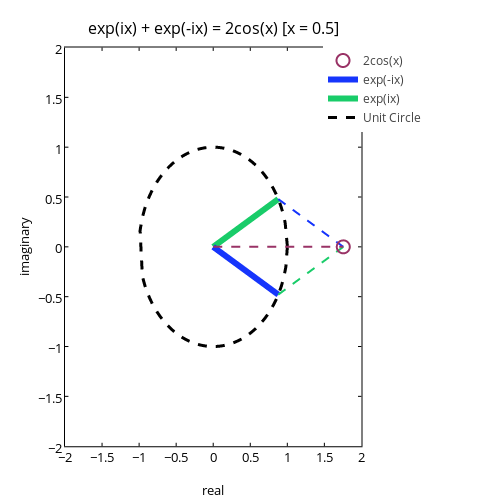 exp(ix) + exp(-ix) = 2cos(x) [x = 0.5]
2cos(x)
exp(-ix)
exp(ix)
Unit Circle
2
1.5
1
0.5
0
−0.5
−1
−1.5
−2
imaginary
−2 −1.5 −1 −0.5 0 0.5 1 1.5 2
real